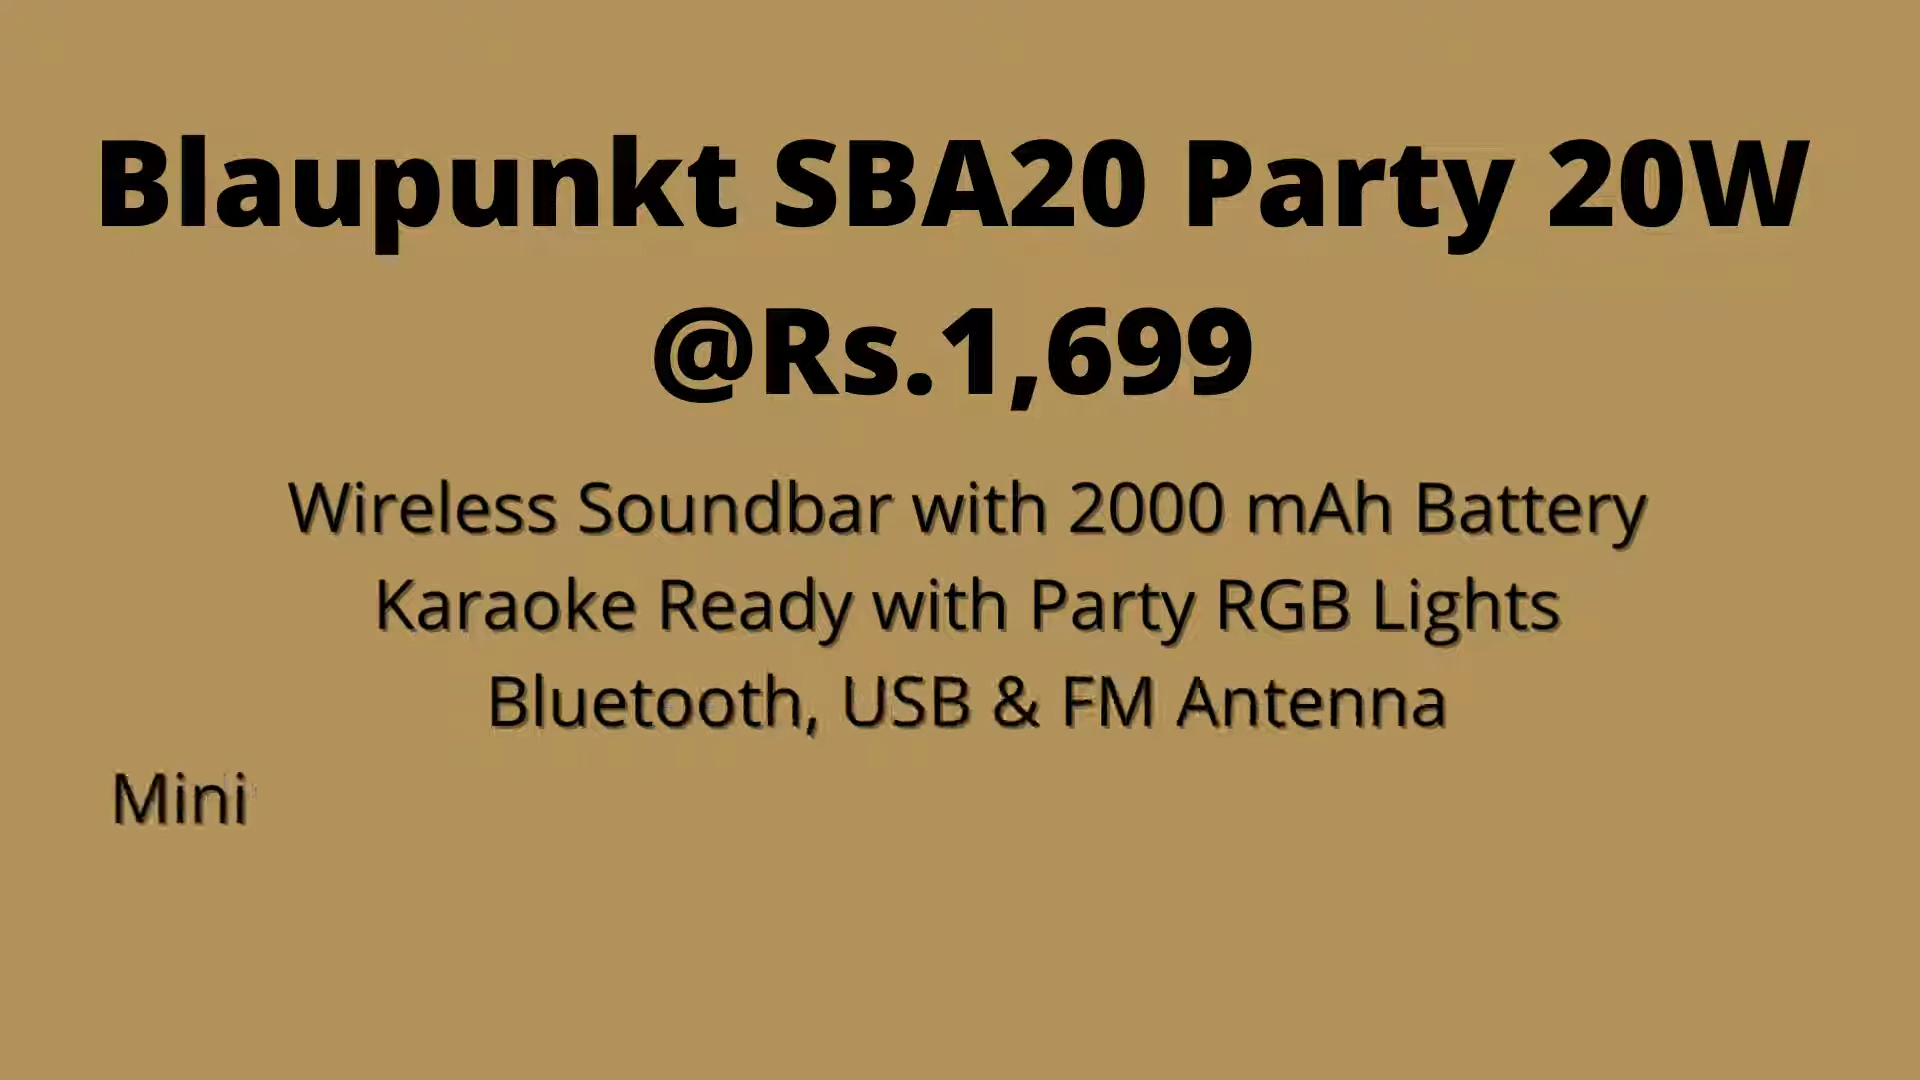 Blaupunkt SBA20 Party 20W
@Rs.1,699
Wireless Soundbar with 2000 mAh Battery
Karaoke Ready with Party RGB Lights
Bluetooth, USB & FM Antenna
Mini